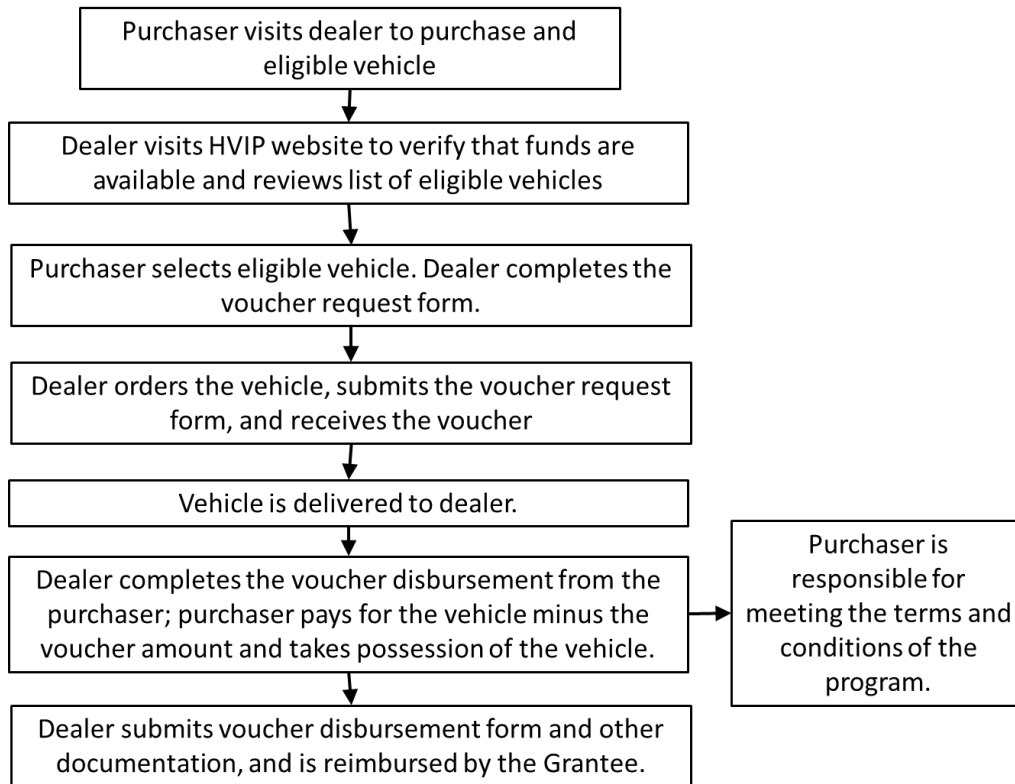 Purchaser visits dealer to purchase and
eligible vehicle
Dealer visits HVIP website to verify that funds are
available and reviews list of eligible vehicles
Purchaser selects eligible vehicle. Dealer completes the
voucher request form.
Dealer orders the vehicle, submits the voucher request
form, and receives the voucher
Vehicle is delivered to dealer.
Dealer completes the voucher disbursement from the
purchaser; purchaser pays for the vehicle minus the
voucher amount and takes possession of the vehicle.
Purchaser is
responsible for
meeting the terms and
conditions of the
program.
Dealer submits voucher disbursement form and other
documentation, and is reimbursed by the Grantee.